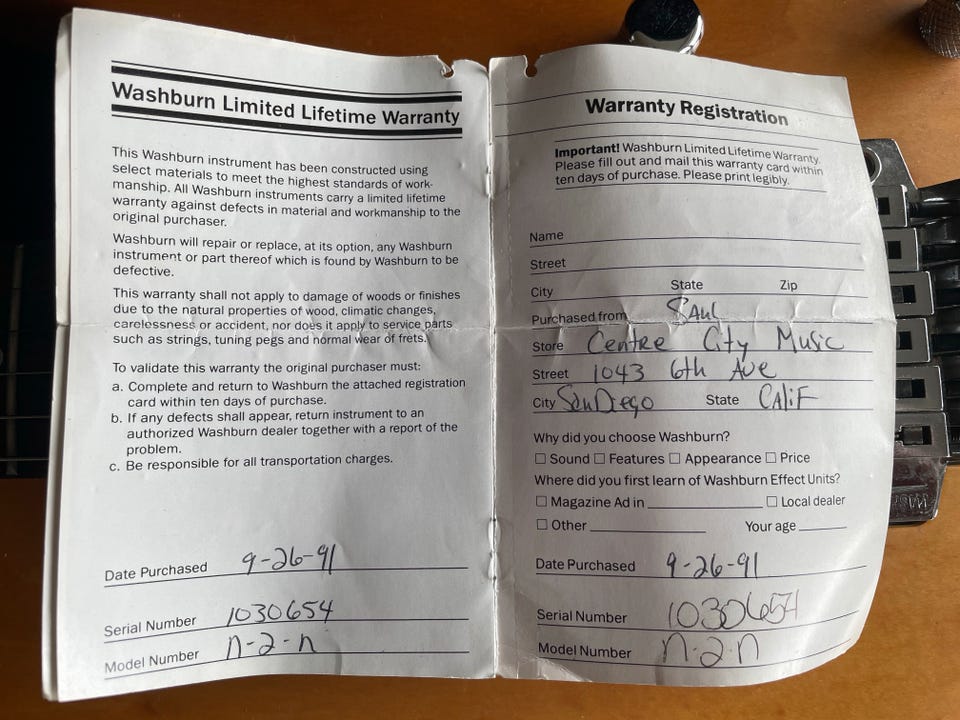 Washburn Limited Lifetime Warranty
This Washburn instrument has been constructed using
select materials to meet the highest standards of work-
manship. All Washburn instruments carry a limited lifetime
warranty against defects in material and workmanship to the
original purchaser.
Washburn will repair or replace, at its option, any Washburn
instrument or part thereof which is found by Washburn to be
defective.
This warranty shall not apply to damage of woods or finishes
due to the natural properties of wood, climatic changes,
carelessness or accident, nor does it apply to service parts
such as strings, tuning pegs and normal wear of frets.
To validate this warranty the original purchaser must:
a. Complete and return to Washburn the attached registration
card within ten days of purchase.
b. If any defects shall appear, return instrument to an
authorized Washburn dealer together with a report of the
problem.
c. Be responsible for all transportation charges.
Date Purchased 9-26-91
Serial Number 1030654
Model Number n-2-n
Warranty Registration
Important! Washburn Limited Lifetime Warranty.
Please fill out and mail this warranty card within
ten days of purchase. Please print legibly.
Name
Street
City State Zip
Purchased from SAul
Store Centre City Music
Street 1043 6th Ave
City San Diego State CAliF
Why did you choose Washburn?
☐ Sound ☐ Features ☐ Appearance ☐ Price
Where did you first learn of Washburn Effect Units?
☐ Magazine Ad in ☐ Local dealer
☐ Other Your age
Date Purchased 9-26-91
Serial Number 1030654
Model Number n-2-n